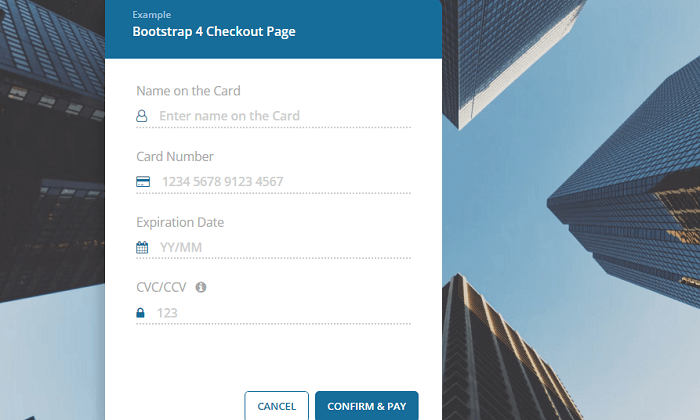 Example
Bootstrap 4 Checkout Page
Name on the Card
Enter name on the Card
Card Number
1234 5678 9123 4567
Expiration Date
YY/MM
CVC/CCV
123
CANCEL CONFIRM & PAY